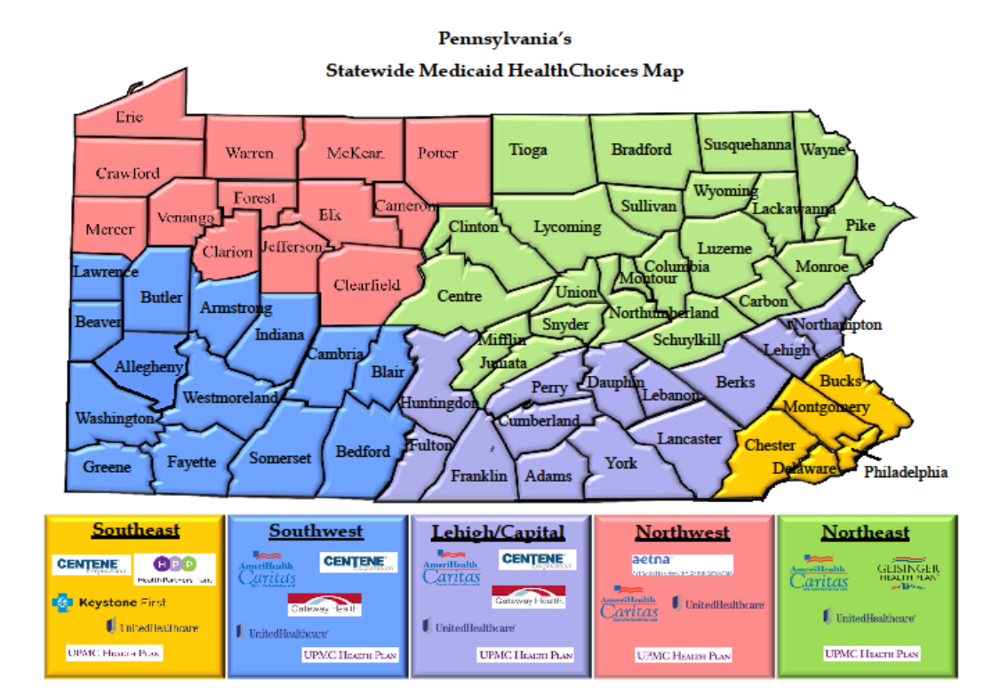 Pennsylvania's
Statewide Medicaid HealthChoices Map
Erie
Warren
McKean
Potter
Tioga
Bradford
Susquehanna
Wayne
Crawford
Forest
Elk
Cameron
Wyoming
Lackawanna
Sullivan
Venango
Mercer
Clarion
Jefferson
Clinton
Lycoming
Pike
Luzerne
Columbia
Monroe
Lawrence
Butler
Clearfield
Centre
Union
Montour
Carbon
Armstrong
Northumberland
Beaver
Indiana
Snyder
Northampton
Mifflin
Schuylkill
Lehigh
Cambria
Juniata
Allegheny
Blair
Bucks
Perry
Dauphin
Lebanon
Berks
Westmoreland
Huntingdon
Montgomery
Washington
Cumberland
Lancaster
Chester
Fulton
Bedford
Somerset
Fayette
Greene
Franklin
Adams
York
Delaware
Philadelphia
Southeast
CENTENE
Corporation
HPP
Health Partners Plans
Keystone First
UnitedHealthcare
UPMC HEALTH PLAN
Southwest
AmeriHealth
Caritas
CENTENE
Corporation
Gateway Health.
UnitedHealthcare
UPMC HEALTH PLAN
Lehigh/Capital
AmeriHealth
Caritas
CENTENE
Corporation
Gateway Health.
UnitedHealthcare
UPMC HEALTH PLAN
Northwest
aetna
AmeriHealth
Caritas
UnitedHealthcare
UPMC HEALTH PLAN
Northeast
AmeriHealth
Caritas
GEISINGER
HEALTH PLAN
UnitedHealthcare
UPMC HEALTH PLAN